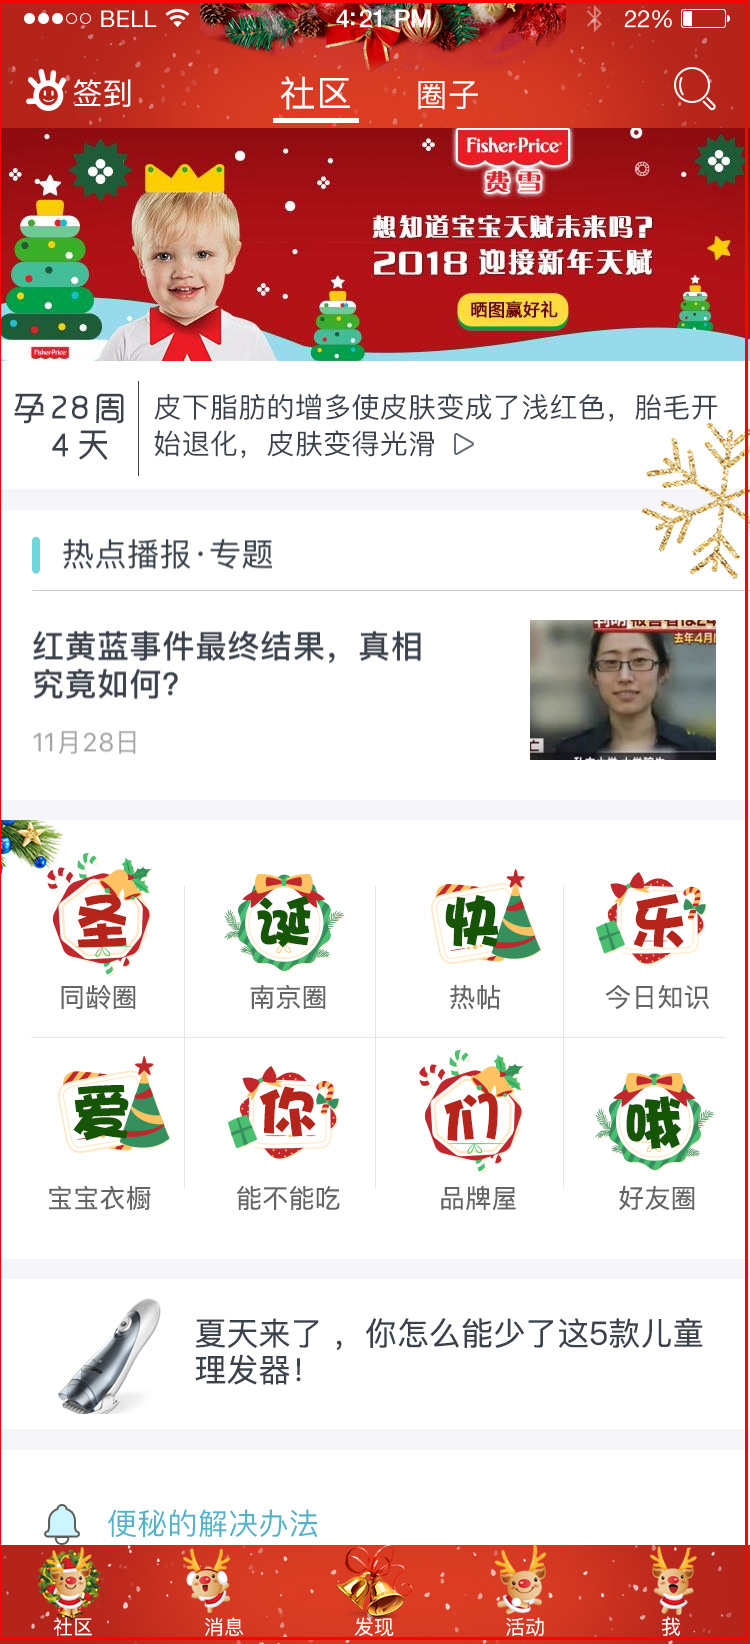 BELL 4:21 PM 22%
签到 社区 圈子
Fisher-Price
费雪
想知道宝宝天赋未来吗?
2018 迎接新年天赋
晒图赢好礼
Fisher-Price
孕28周
4天
皮下脂肪的增多使皮肤变成了浅红色，胎毛开
始退化，皮肤变得光滑
热点播报·专题
红黄蓝事件最终结果，真相
究竟如何?
11月28日
去年4月
圣 诞 快 乐
同龄圈 南京圈 热帖 今日知识
爱 你 们 哦
宝宝衣橱 能不能吃 品牌屋 好友圈
夏天来了 ，你怎么能少了这5款儿童
理发器!
便秘的解决办法
社区 消息 发现 活动 我